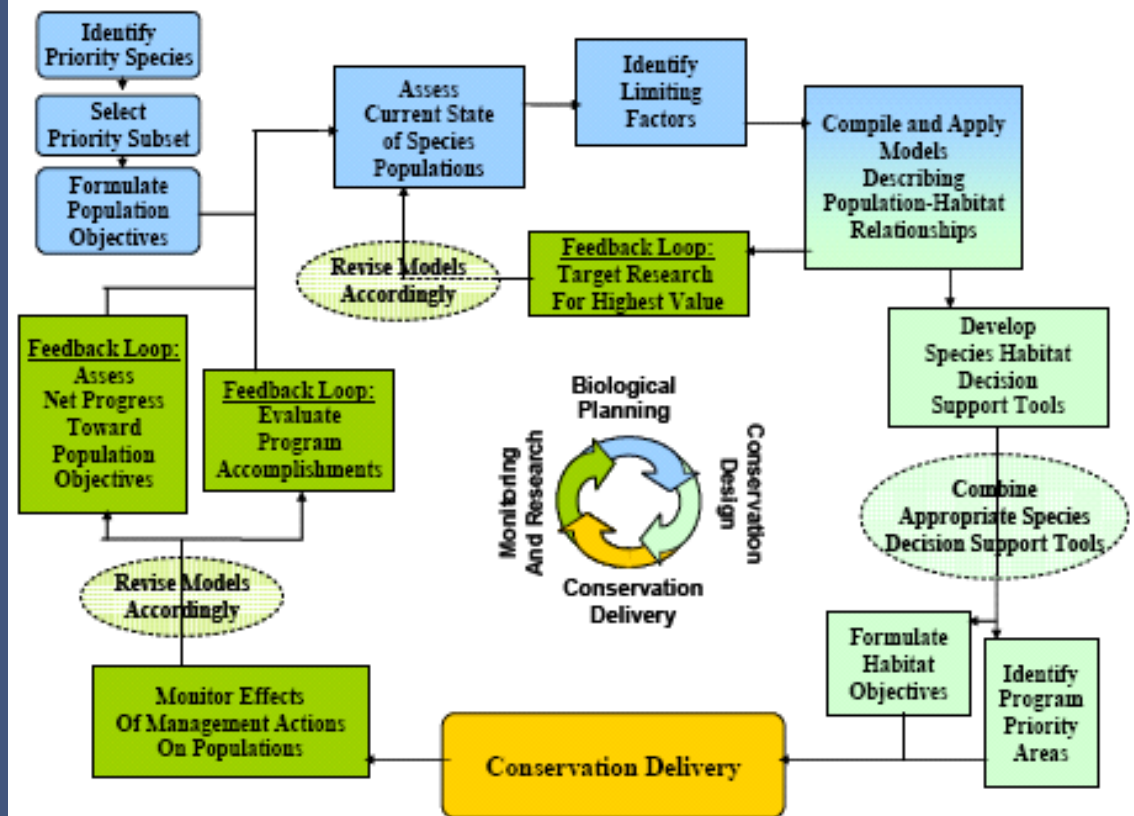 Identify
Priority Species
Select
Priority Subset
Formulate
Population
Objectives
Assess
Current State
of Species
Populations
Identify
Limiting
Factors
Compile and Apply
Models
Describing
Population-Habitat
Relationships
Feedback Loop:
Target Research
For Highest Value
Revise Models
Accordingly
Develop
Species Habitat
Decision
Support Tools
Feedback Loop:
Assess
Net Progress
Toward
Population
Objectives
Feedback Loop:
Evaluate
Program
Accomplishments
Biological
Planning
Conservation
Design
Conservation
Delivery
Monitoring
And Research
Combine
Appropriate Species
Decision Support Tools
Revise Models
Accordingly
Formulate
Habitat
Objectives
Identify
Program
Priority
Areas
Monitor Effects
Of Management Actions
On Populations
Conservation Delivery